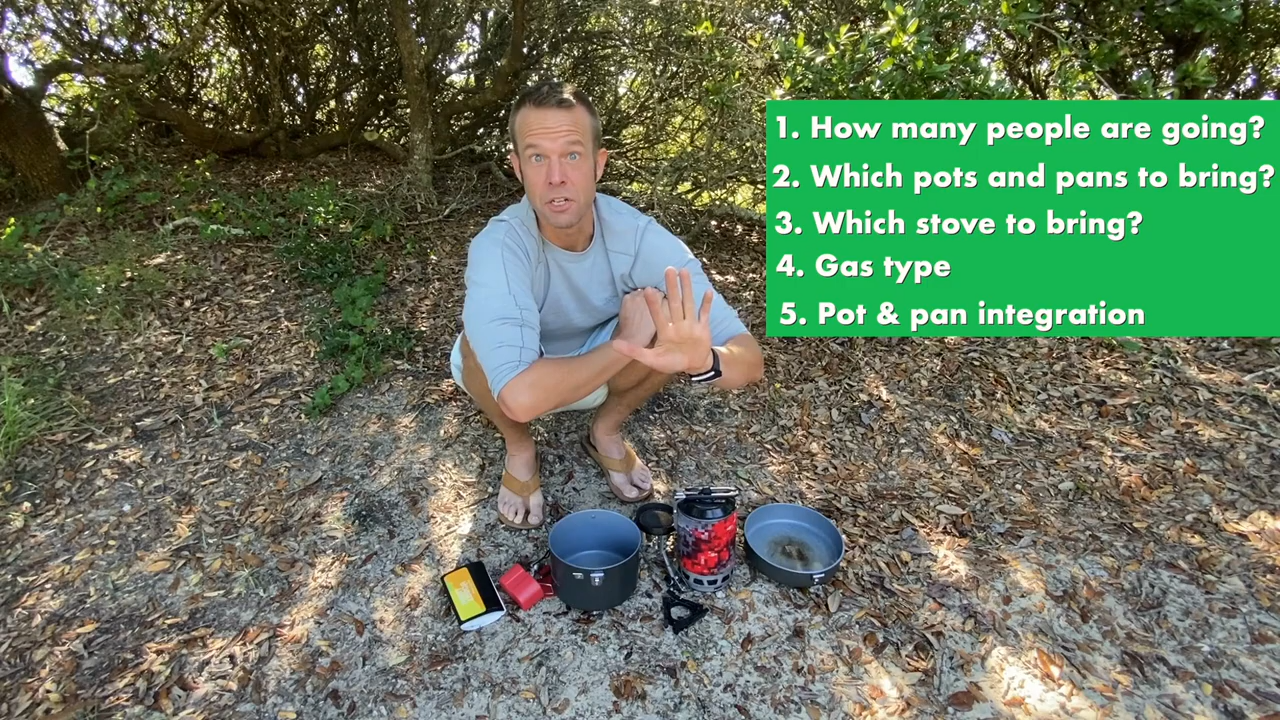 1. How many people are going?
2. Which pots and pans to bring?
3. Which stove to bring?
4. Gas type
5. Pot & pan integration